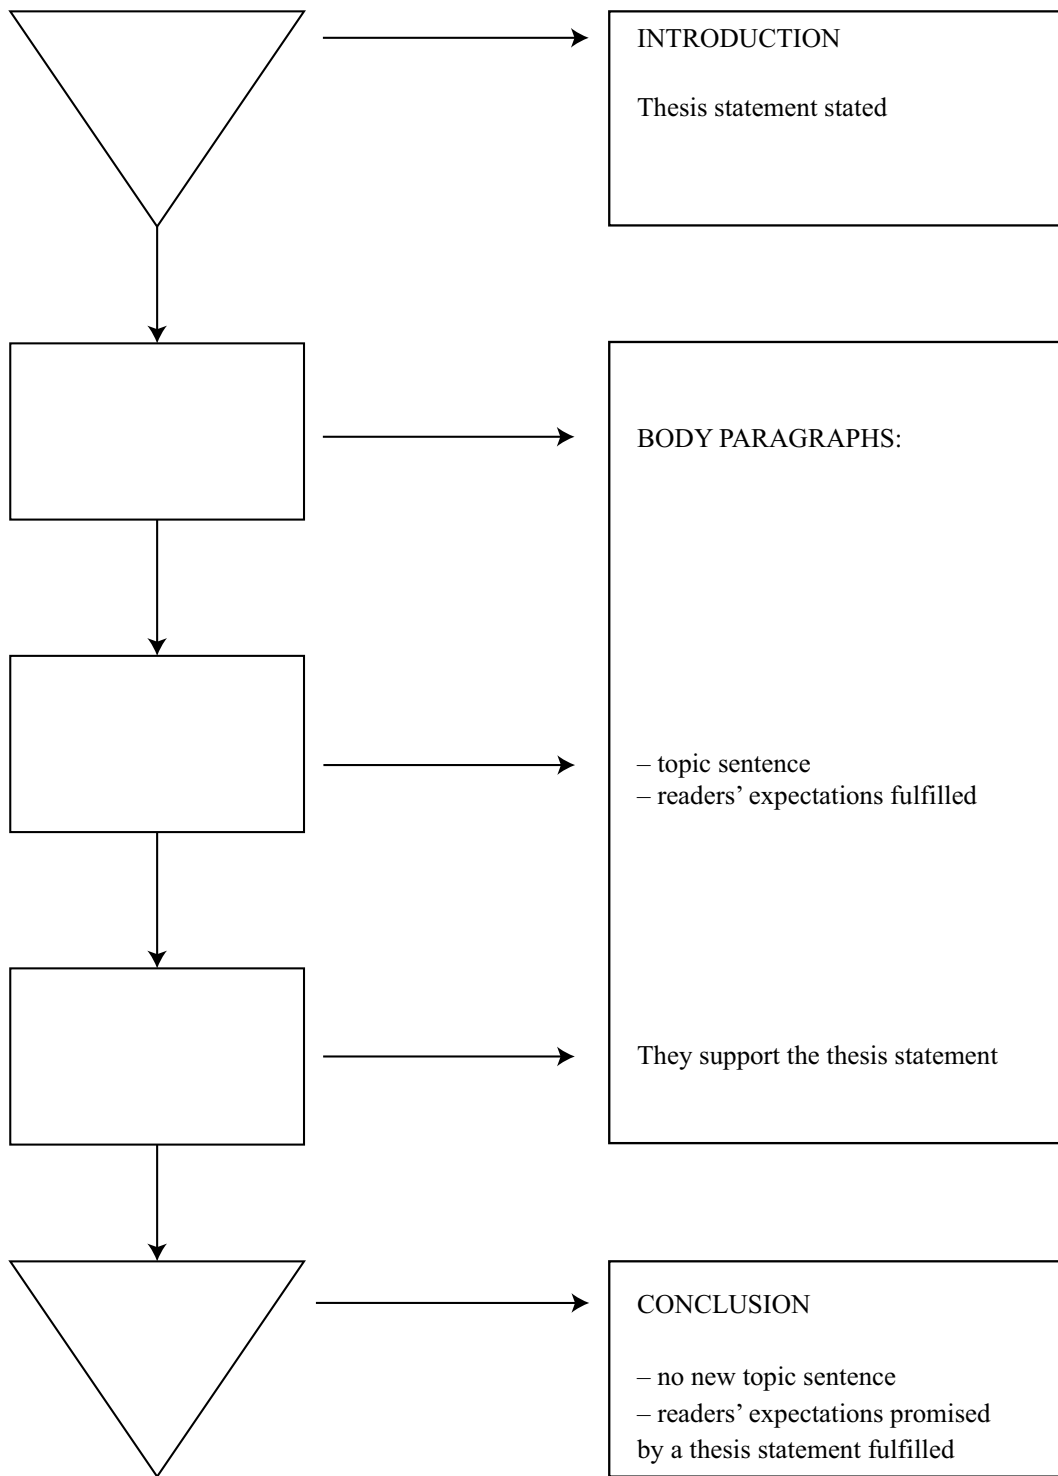 INTRODUCTION
Thesis statement stated
BODY PARAGRAPHS:
– topic sentence
– readers’ expectations fulfilled
They support the thesis statement
CONCLUSION
– no new topic sentence
– readers’ expectations promised
by a thesis statement fulfilled